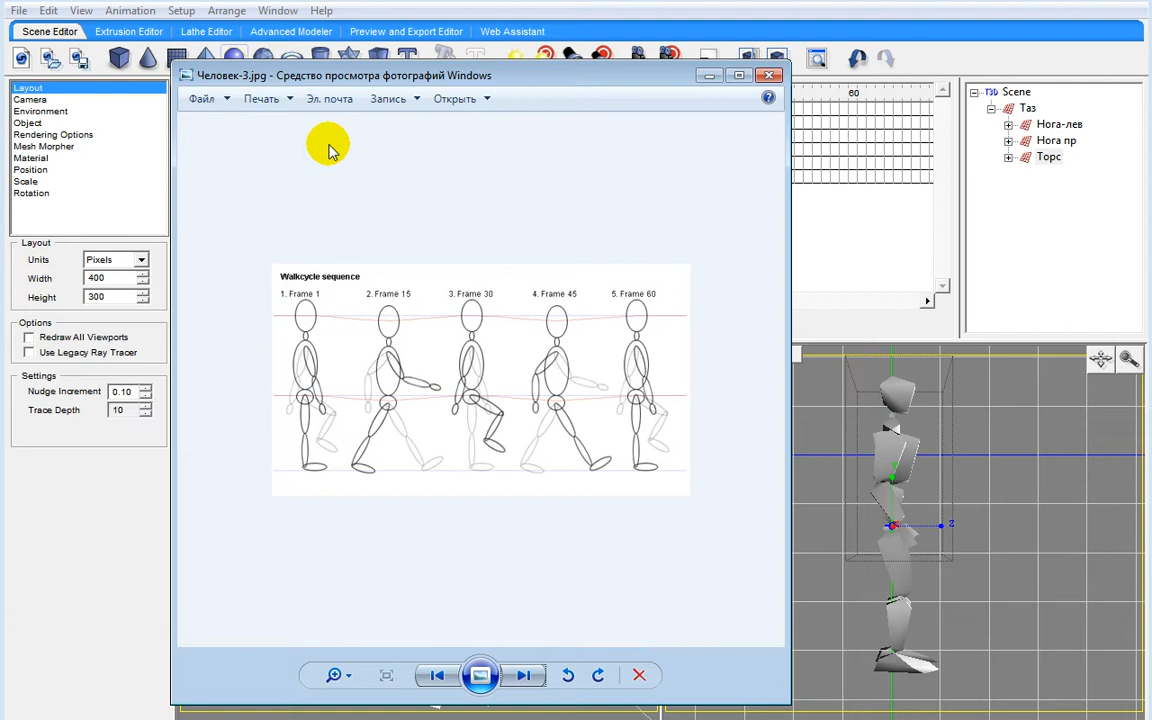 File Edit View Animation Setup Arrange Window Help
Scene Editor Extrusion Editor Lathe Editor Advanced Modeler Preview and Export Editor Web Assistant
Человек-3.jpg - Средство просмотра фотографий Windows
Файл Печать Эл. почта Запись Открыть
Layout
Camera
Environment
Object
Rendering Options
Mesh Morpher
Material
Position
Scale
Rotation
Layout
Units Pixels
Width 400
Height 300
Options
Redraw All Viewports
Use Legacy Ray Tracer
Settings
Nudge Increment 0.10
Trace Depth 10
Walkcycle sequence
1. Frame 1 2. Frame 15 3. Frame 30 4. Frame 45 5. Frame 60
60
Scene
Таз
Нога-лев
Нога пр
Торс
z